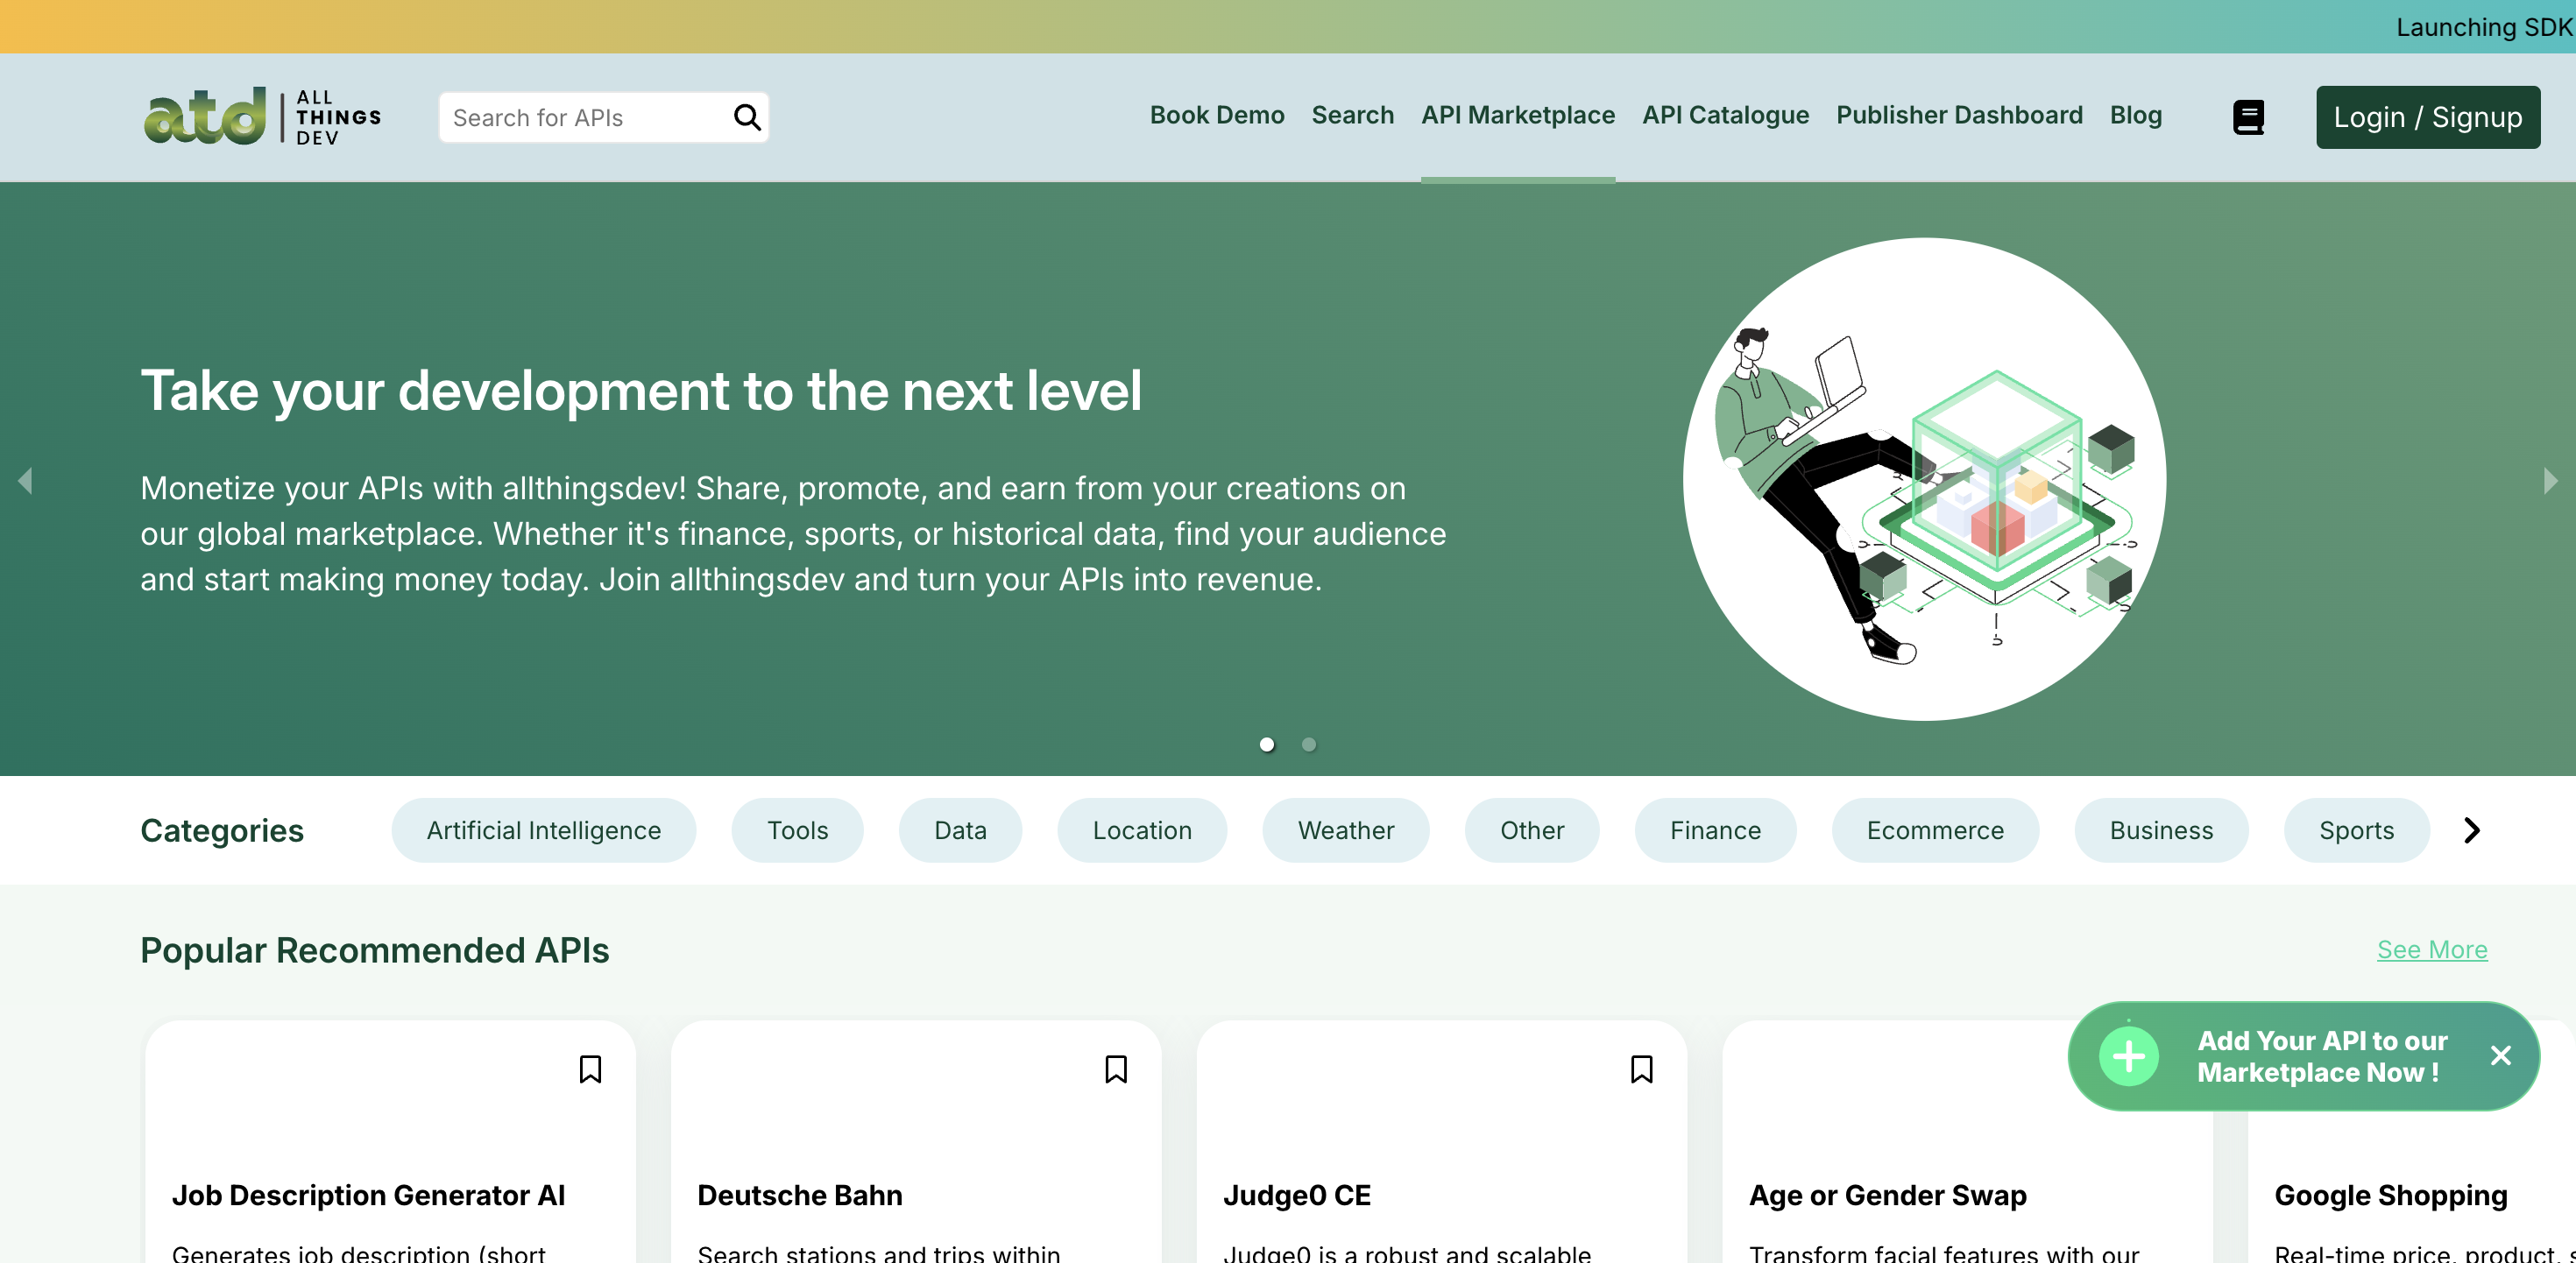 Launching SDK
atd
ALL
THINGS
DEV
Search for APIs
Book Demo
Search
API Marketplace
API Catalogue
Publisher Dashboard
Blog
Login / Signup
Take your development to the next level
Monetize your APIs with allthingsdev! Share, promote, and earn from your creations on
our global marketplace. Whether it's finance, sports, or historical data, find your audience
and start making money today. Join allthingsdev and turn your APIs into revenue.
Categories
Artificial Intelligence
Tools
Data
Location
Weather
Other
Finance
Ecommerce
Business
Sports
Popular Recommended APIs
See More
Add Your API to our
Marketplace Now !
Job Description Generator AI
Generates job description (short
Deutsche Bahn
Search stations and trips within
Judge0 CE
Judge0 is a robust and scalable
Age or Gender Swap
Transform facial features with our
Google Shopping
Real-time price, product,